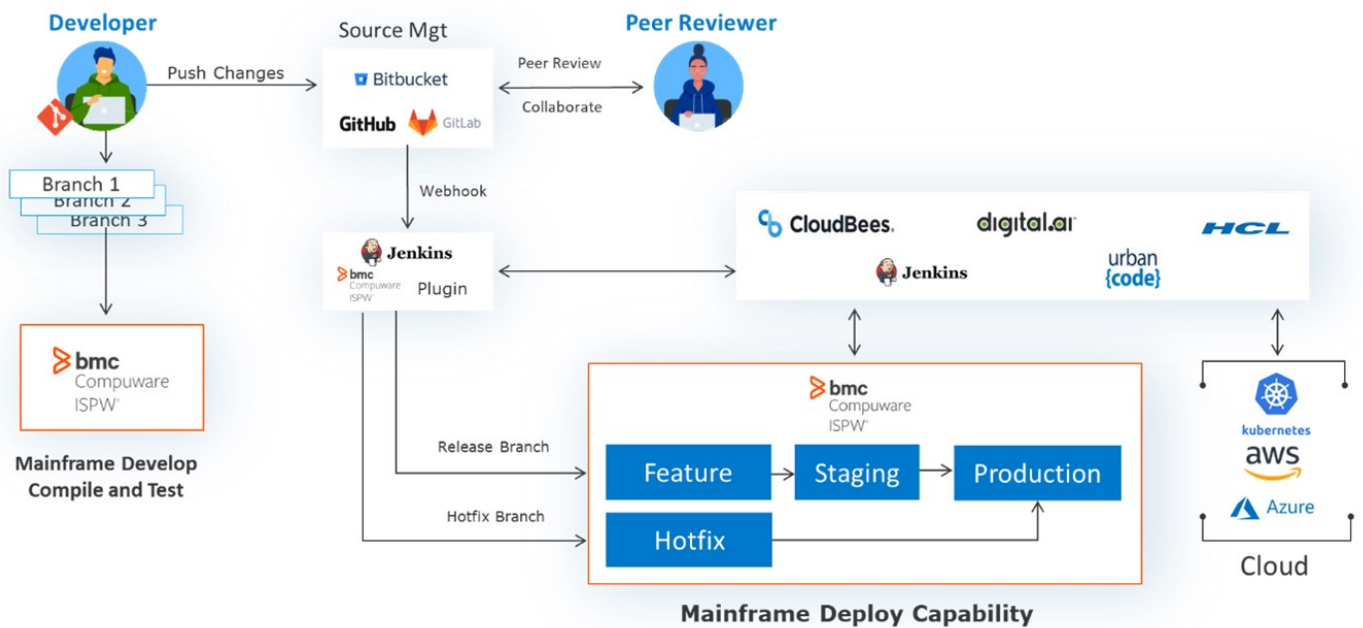 Developer
Push Changes
Source Mgt
Bitbucket
GitHub GitLab
Peer Review
Collaborate
Peer Reviewer
Branch 1
Branch 2
Branch 3
Webhook
Jenkins
bmc
Compuware
ISPW
Plugin
CloudBees.
digital.ai
HCL
Jenkins
urban
{code}
bmc
Compuware
ISPW
Mainframe Develop
Compile and Test
bmc
Compuware
ISPW
Release Branch
Feature
Staging
Production
Hotfix Branch
Hotfix
Mainframe Deploy Capability
kubernetes
aws
Azure
Cloud